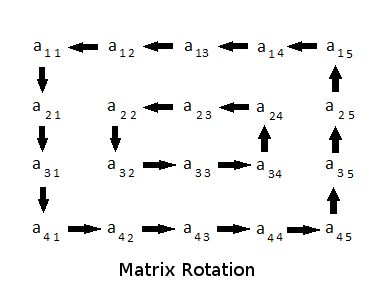 a11 a12 a13 a14 a15
a21 a22 a23 a24 a25
a31 a32 a33 a34 a35
a41 a42 a43 a44 a45
Matrix Rotation